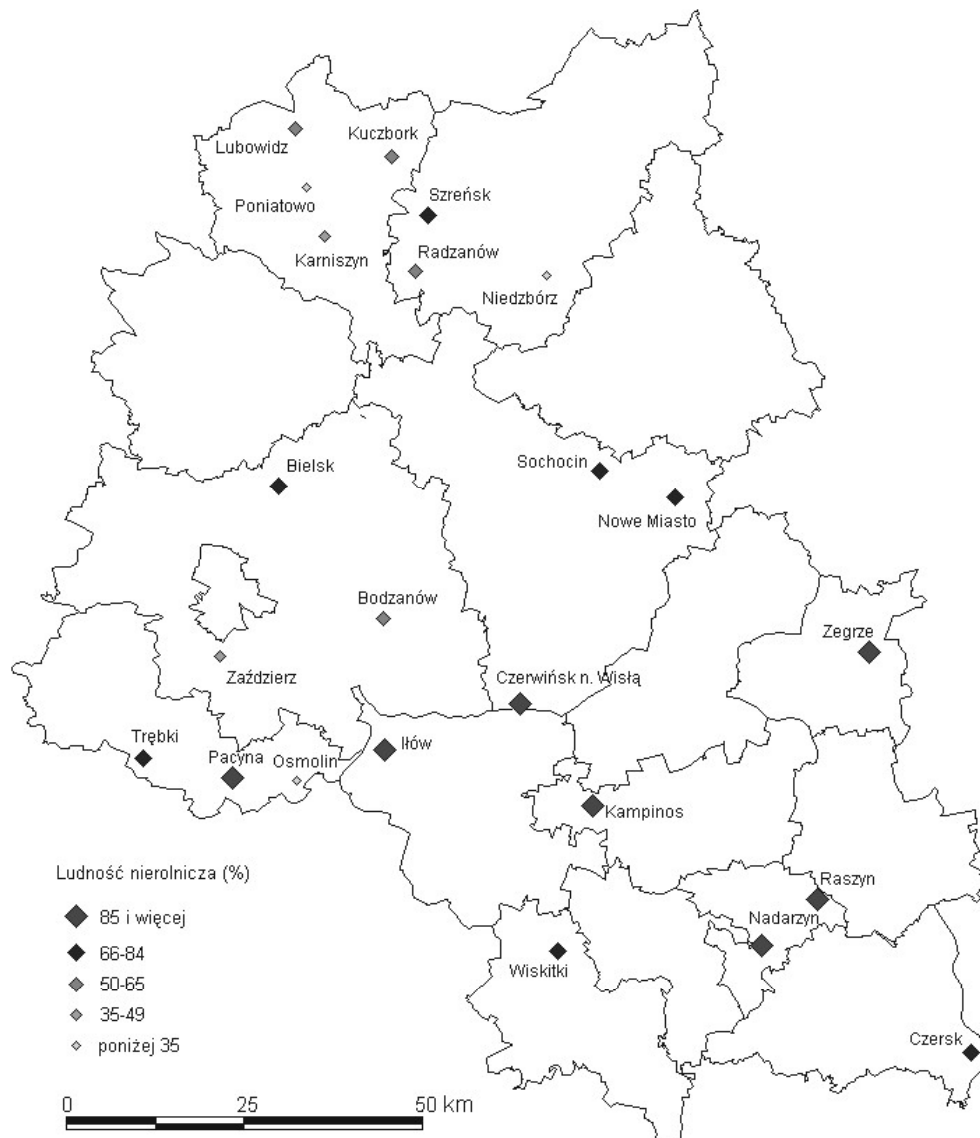 Lubowidz
Kuczbork
Poniatowo
Szreńsk
Karniszyn
Radzanów
Niedzbórz
Bielsk
Sochocin
Nowe Miasto
Bodzanów
Zegrze
Zaździerz
Czerwińsk n. Wisłą
Trębki
Pacyna
Osmolin
Iłów
Kampinos
Raszyn
Nadarzyn
Wiskitki
Czersk
Ludność nierolnicza (%)
85 i więcej
66-84
50-65
35-49
poniżej 35
0 25 50 km